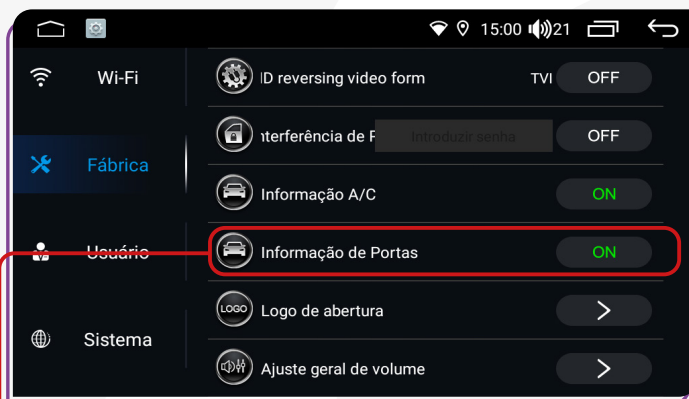 15:00 21
Wi-Fi
ID reversing video form TVI OFF
nterferência de F Introduzir senha OFF
Fábrica
Informação A/C ON
Usuário
Informação de Portas ON
LOGO Logo de abertura
Sistema
Ajuste geral de volume